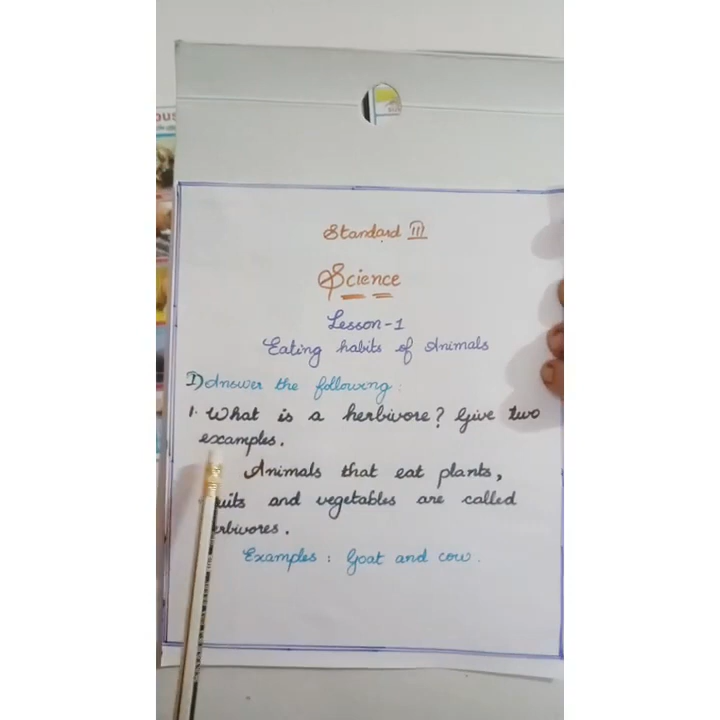 Standard III
Science
Lesson-1
Eating habits of Animals
I) Answer the following:
1. What is a herbivore? Give two
examples.
Animals that eat plants,
and vegetables are called
Examples: Goat and cow.